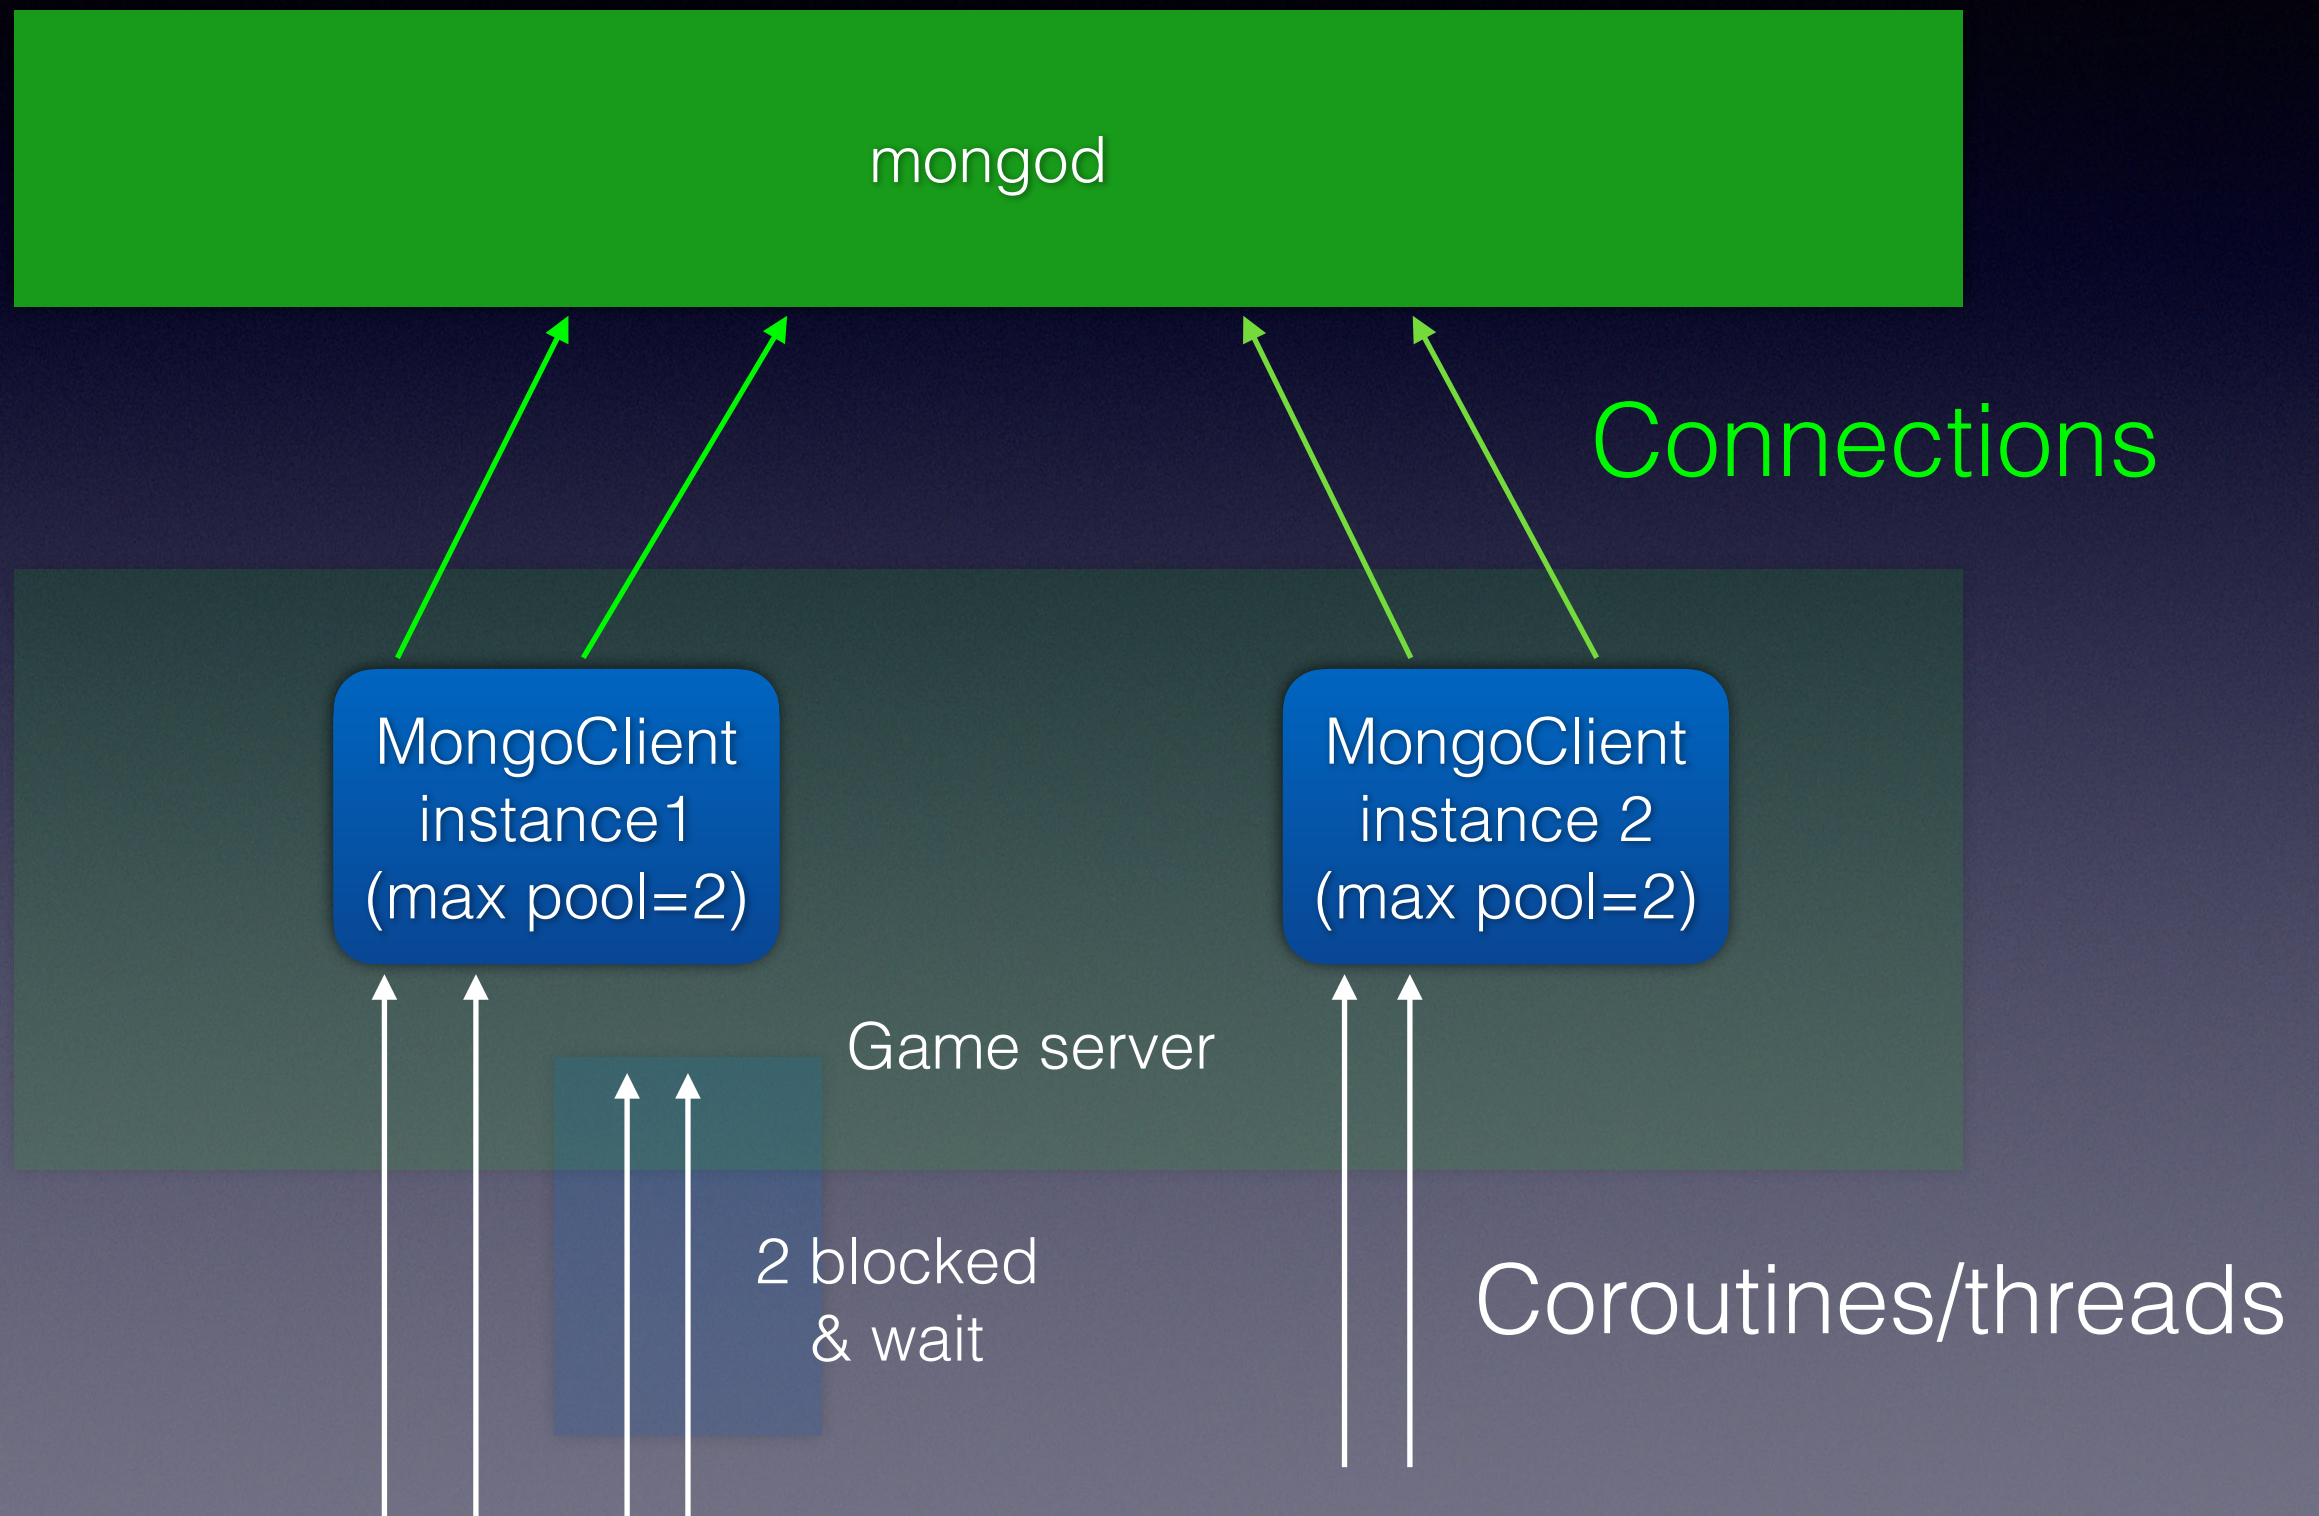 mongod
Connections
MongoClient
instance1
(max pool=2)
MongoClient
instance 2
(max pool=2)
Game server
2 blocked
& wait
Coroutines/threads